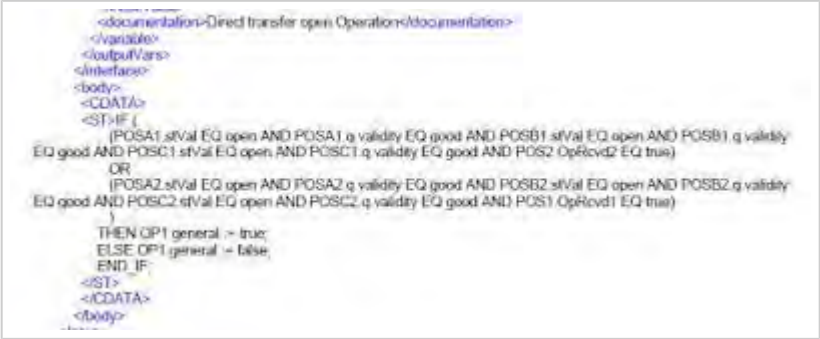 <documentation>Direct transfer open Operation</documentation>
</variable>
</outputVars>
</interface>
<body>
<CDATA>
<ST>IF (
(POSA1.stVal EQ open AND POSA1.q.validity EQ good AND POSB1.stVal EQ open AND POSB1.q.validity
EQ good AND POSC1.stVal EQ open AND POSC1.q.validity EQ good AND POS2.OpRcvd2 EQ true)
OR
(POSA2.stVal EQ open AND POSA2.q.validity EQ good AND POSB2.stVal EQ open AND POSB2.q.validity
EQ good AND POSC2.stVal EQ open AND POSC2.q.validity EQ good AND POS1.OpRcvd1 EQ true)
)
THEN OP1.general := true;
ELSE OP1.general := false;
END_IF;
</ST>
</CDATA>
</body>